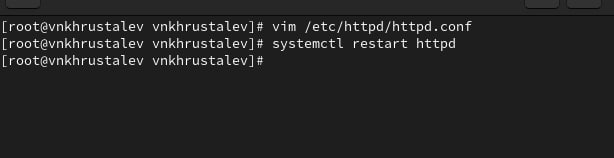 [root@vnkhrustalev vnkhrustalev]# vim /etc/httpd/httpd.conf
[root@vnkhrustalev vnkhrustalev]# systemctl restart httpd
[root@vnkhrustalev vnkhrustalev]#